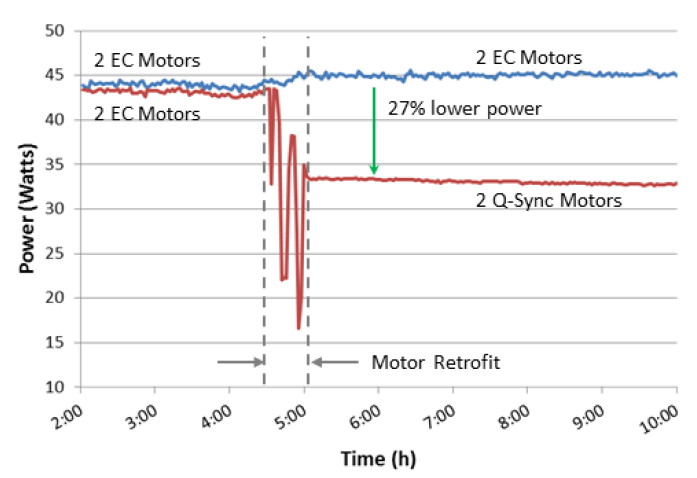 50
2 EC Motors
2 EC Motors
45
2 EC Motors
27% lower power
40
35
2 Q-Sync Motors
30
25
20
15
Motor Retrofit
10
Power (Watts)
2:00
3:00
4:00
5:00
6:00
7:00
8:00
9:00
10:00
Time (h)